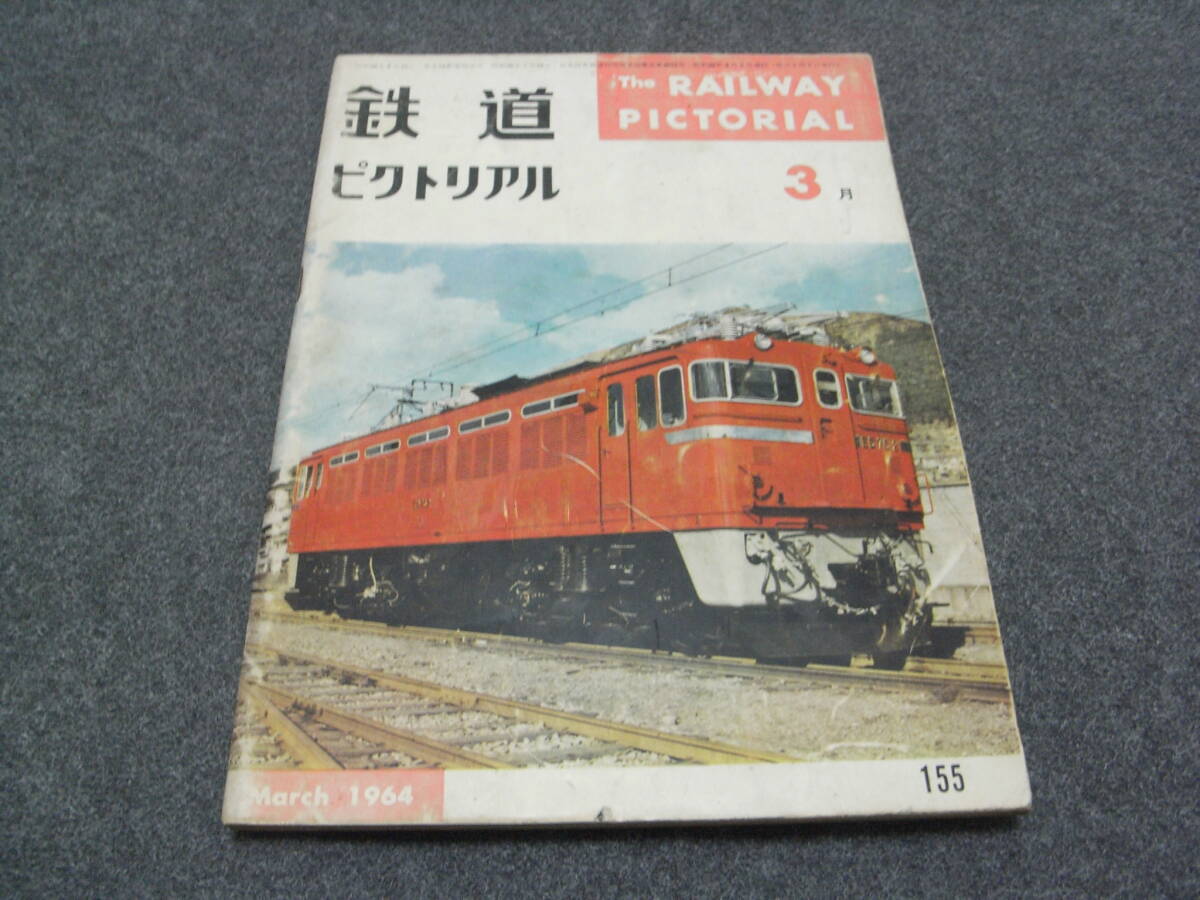 鉄道
ピクトリアル
The RAILWAY
PICTORIAL
3月
March 1964
155